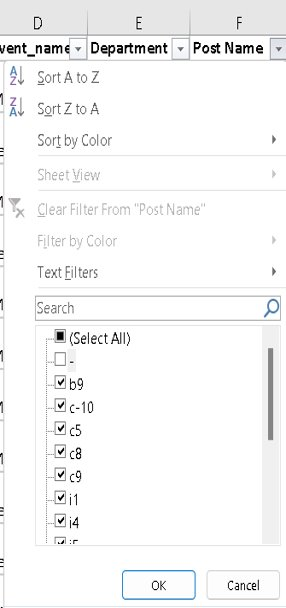 D E F
vent_name Department Post Name
Sort A to Z
Sort Z to A
Sort by Color
Sheet View
Clear Filter From "Post Name"
Filter by Color
Text Filters
Search
(Select All)
-
b9
c-10
c5
c8
c9
i1
i4
i5
OK Cancel